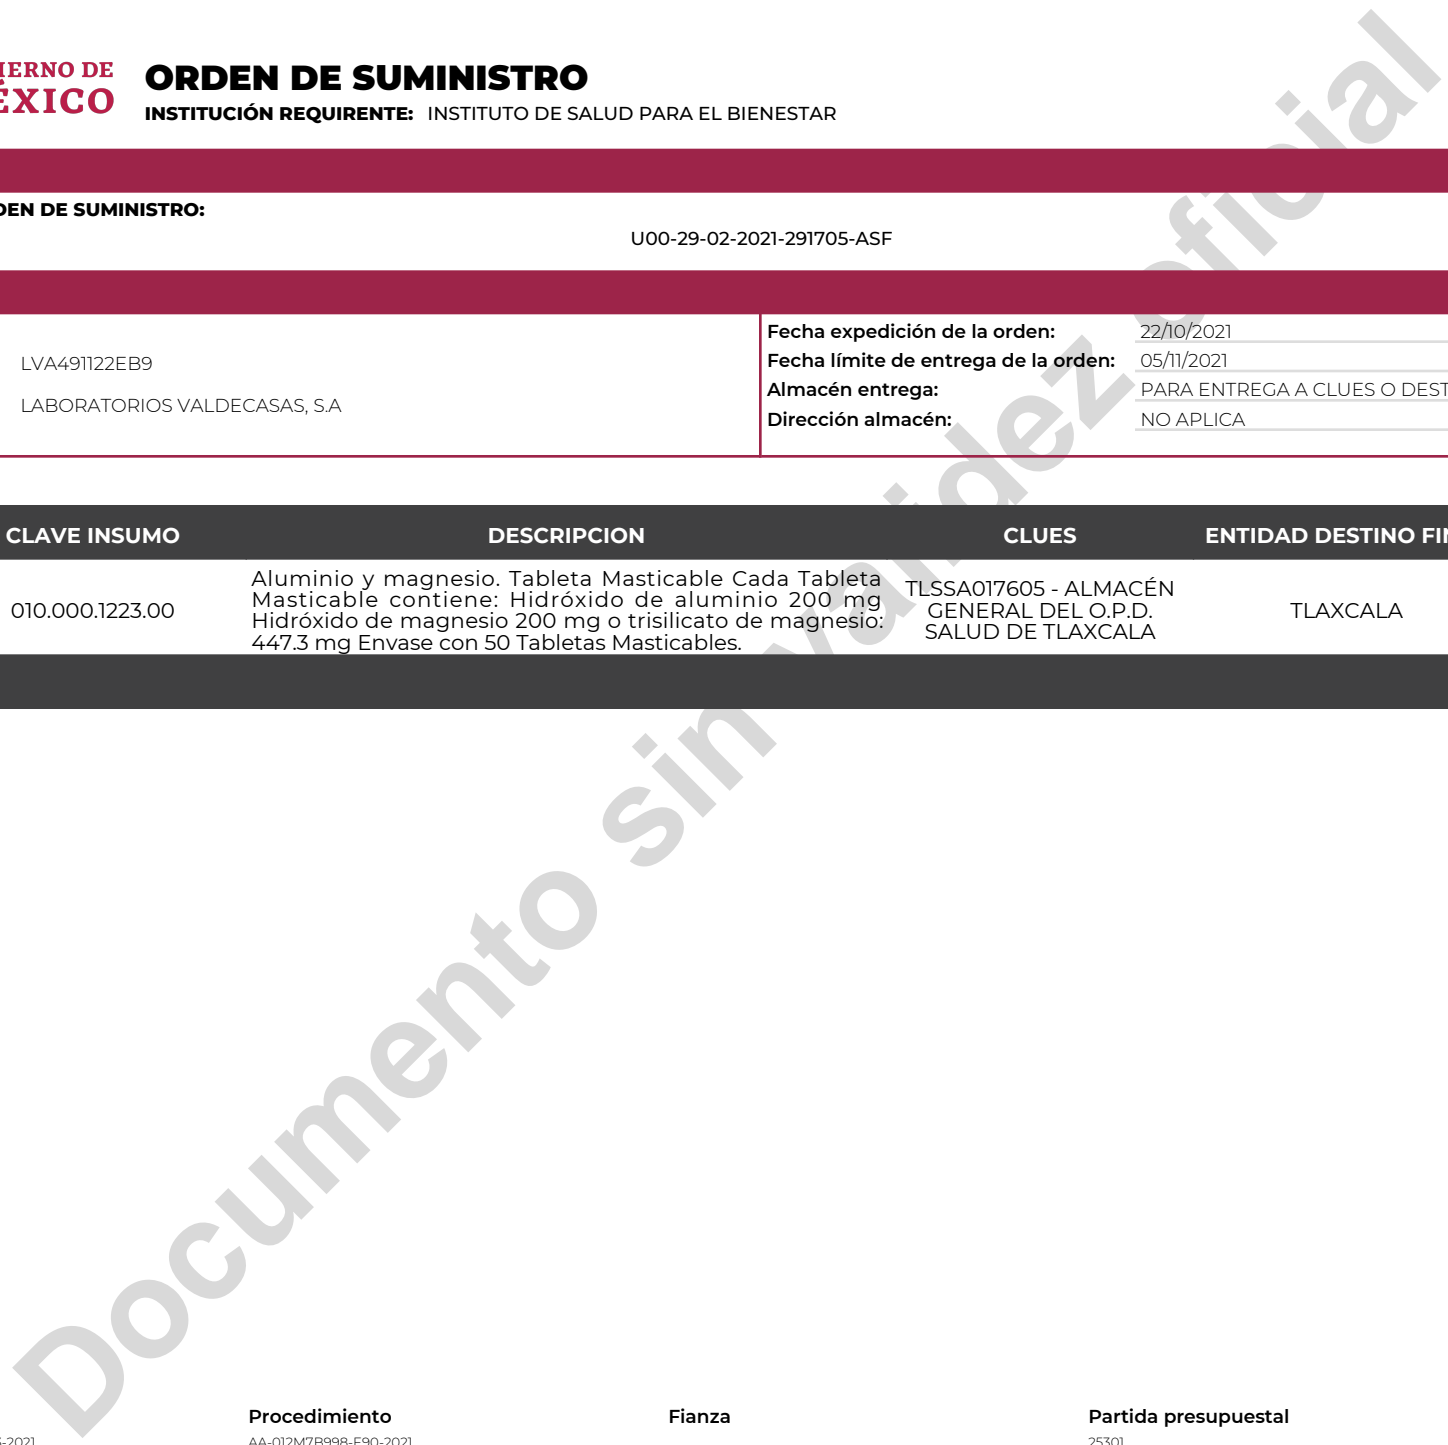 DE
ORDEN DE SUMINISTRO
INSTITUCIÓN REQUIRENTE: INSTITUTO DE SALUD PARA EL BIENESTAR
DE SUMINISTRO:
U00-29-02-2021-291705-ASF
LVA491122EB9
LABORATORIOS VALDECASAS, S.A
Fecha expedición de la orden: 22/10/2021
Fecha límite de entrega de la orden: 05/11/2021
Almacén entrega: PARA ENTREGA A CLUES O
Dirección almacén: NO APLICA
CLAVE INSUMO DESCRIPCION CLUES ENTIDAD DESTINO
010.000.1223.00
Aluminio y magnesio. Tableta Masticable Cada Tableta
Masticable contiene: Hidróxido de aluminio 200 mg
Hidróxido de magnesio 200 mg o trisilicato de magnesio:
447.3 mg Envase con 50 Tabletas Masticables.
TLSSA017605 - ALMACÉN
GENERAL DEL O.P.D.
SALUD DE TLAXCALA
TLAXCALA
Documento sin validez oficial
Procedimiento Fianza Partida presupuestal
AA-012M7B998-E90-2021 25301